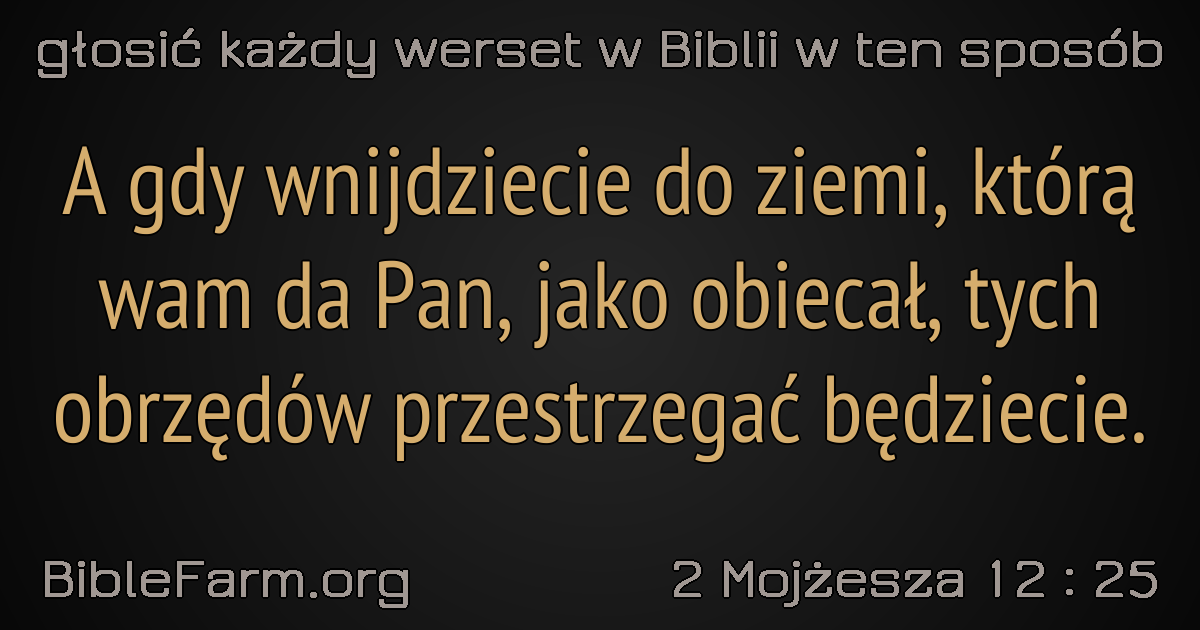 głosić każdy werset w Biblii w ten sposób
A gdy wnijdziecie do ziemi, którą
wam da Pan, jako obiecał, tych
obrzędów przestrzegać będziecie.
BibleFarm.org
2 Mojżesza 12 : 25